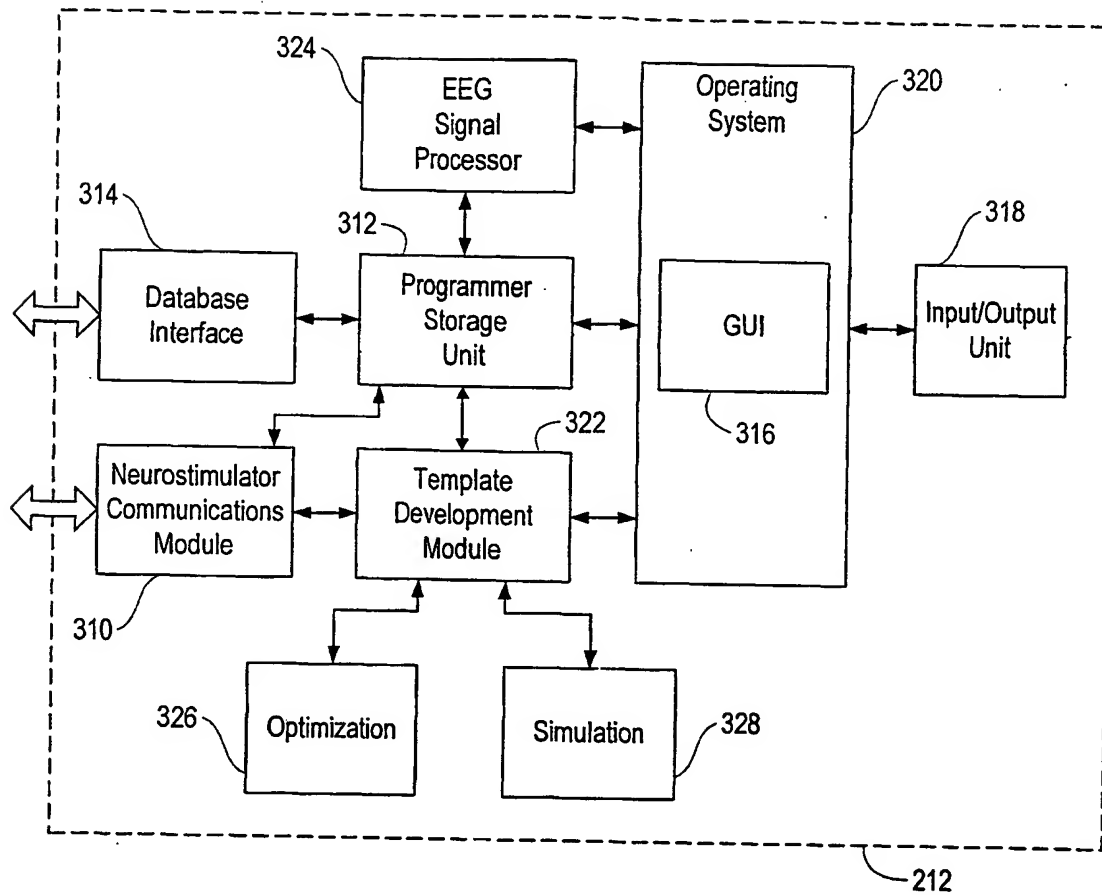 324
EEG
Signal
Processor
Operating
System
320
314
312
318
Database
Interface
Programmer
Storage
Unit
GUI
Input/Output
Unit
316
322
Neurostimulator
Communications
Module
Template
Development
Module
310
326
Optimization
Simulation
328
212